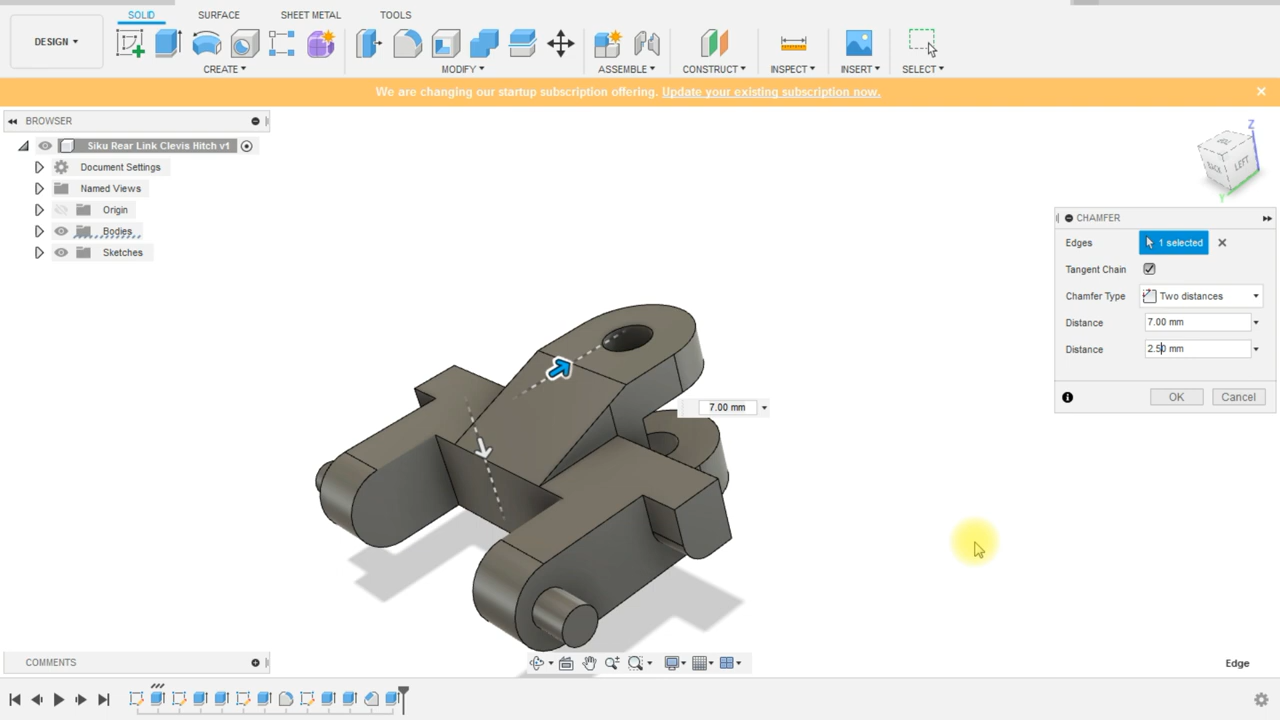 SOLID SURFACE SHEET METAL TOOLS
DESIGN
CREATE MODIFY ASSEMBLE CONSTRUCT INSPECT INSERT SELECT
We are changing our startup subscription offering. Update your existing subscription now.
BROWSER
Siku Rear Link Clevis Hitch v1
Document Settings
Named Views
Origin
Bodies
Sketches
Z
BACK LEFT
Y
CHAMFER
Edges 1 selected
Tangent Chain
Chamfer Type Two distances
Distance 7.00 mm
Distance 2.50 mm
OK Cancel
7.00 mm
COMMENTS
Edge